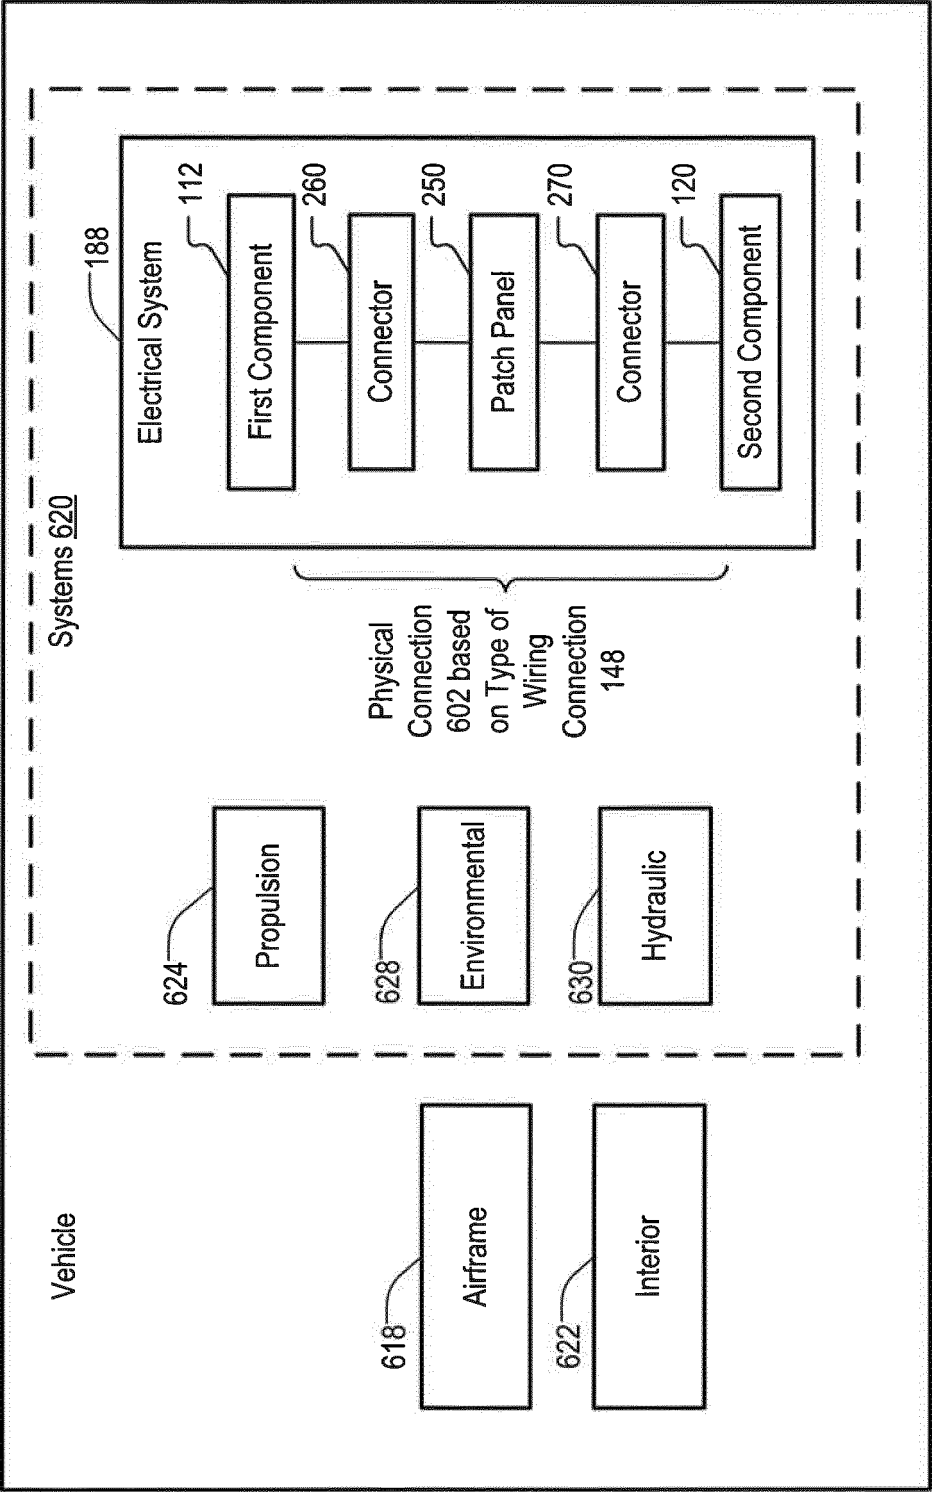 Vehicle
618
Airframe
622
Interior
Systems 620
624
Propulsion
628
Environmental
630
Hydraulic
Physical
Connection
602 based
on Type of
Wiring
Connection
148
188
Electrical System
112
First Component
260
Connector
250
Patch Panel
270
Connector
120
Second Component